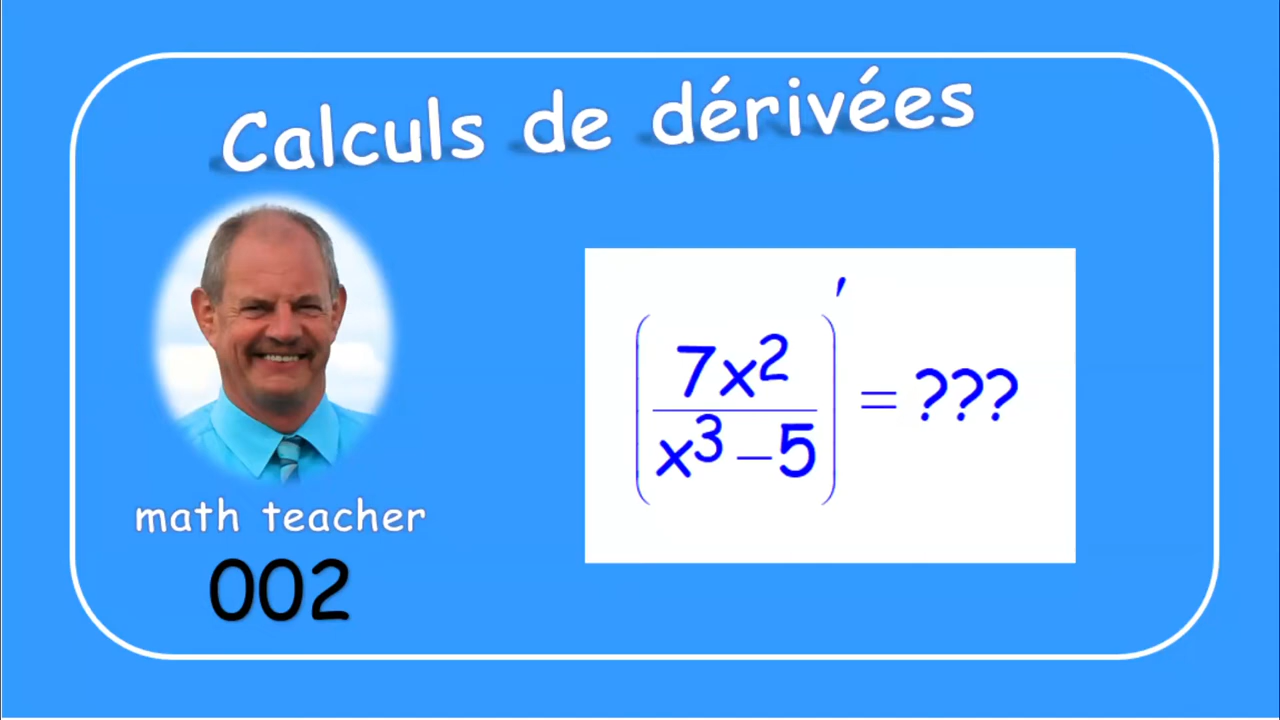 Calculs de dérivées
(7x²/(x³–5))′ = ???
math teacher
002